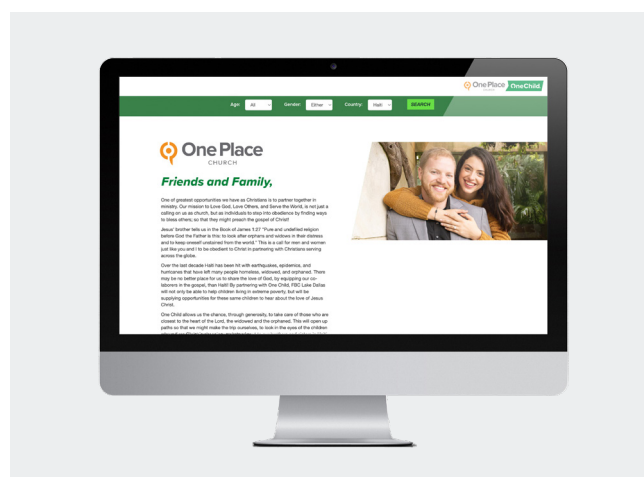 One Place OneChild
CHURCH
Age: All Gender: Either Country: Haiti SEARCH
One Place
CHURCH
Friends and Family,
One of greatest opportunities we have as Christians is to partner together in
ministry. Our mission to Love God, Love Others, and Serve the World, is not just a
calling on us as church, but as individuals to step into obedience by finding ways
to bless others; so that they might preach the gospel of Christ!
Jesus' brother tells us in the Book of James 1:27 "Pure and undefiled religion
before God the Father is this: to look after orphans and widows in their distress
and to keep oneself unstained from the world." This is a call for men and women
just like you and I to be obedient to Christ in partnering with Christians serving
across the globe.
Over the last decade Haiti has been hit with earthquakes, epidemics, and
hurricanes that have left many people homeless, widowed, and orphaned. There
may be no better place for us to share the love of God, by equipping our co-
laborers in the gospel, than Haiti! By partnering with One Child, FBC Lake Dallas
will not only be able to help children living in extreme poverty, but will be
supplying opportunities for these same children to hear about the love of Jesus
Christ.
One Child allows us the chance, through generosity, to take care of those who are
closest to the heart of the Lord, the widowed and the orphaned. This will open up
paths so that we might make the trip ourselves, to look in the eyes of the children